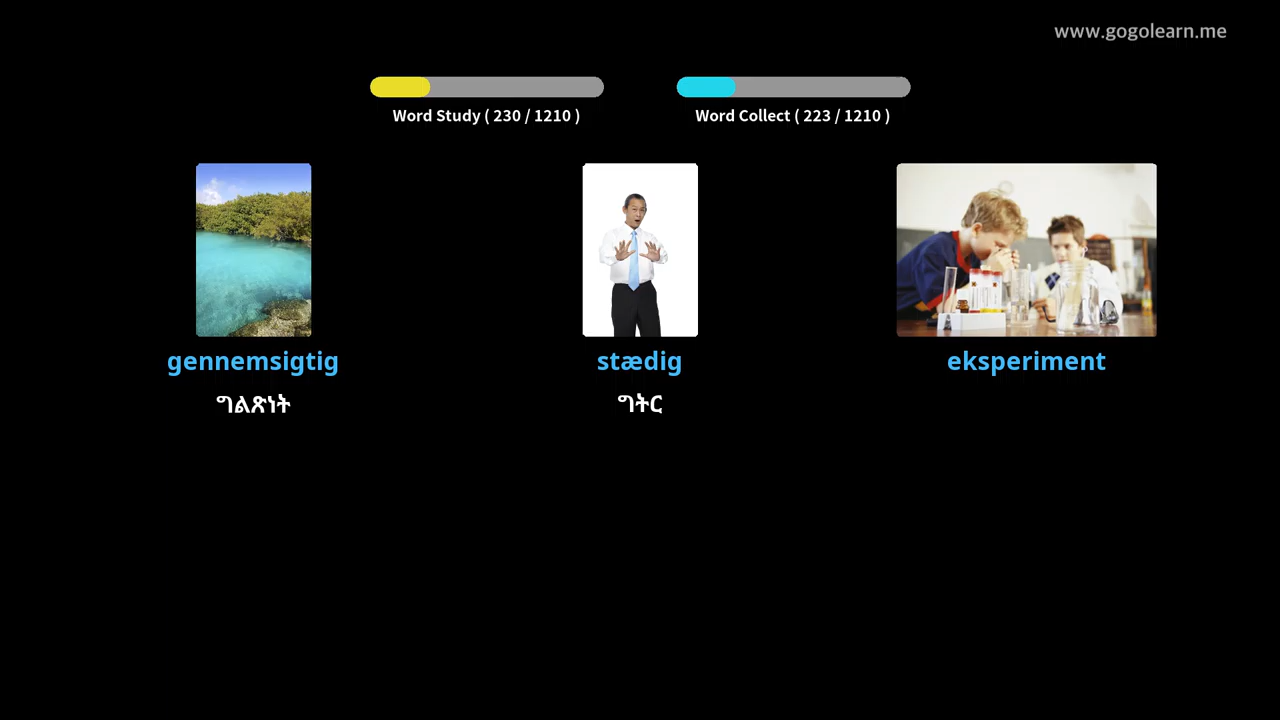 www.gogolearn.me
Word Study ( 230 / 1210 )
Word Collect ( 223 / 1210 )
gennemsigtig
stædig
eksperiment
ግልጽነት
ግትር